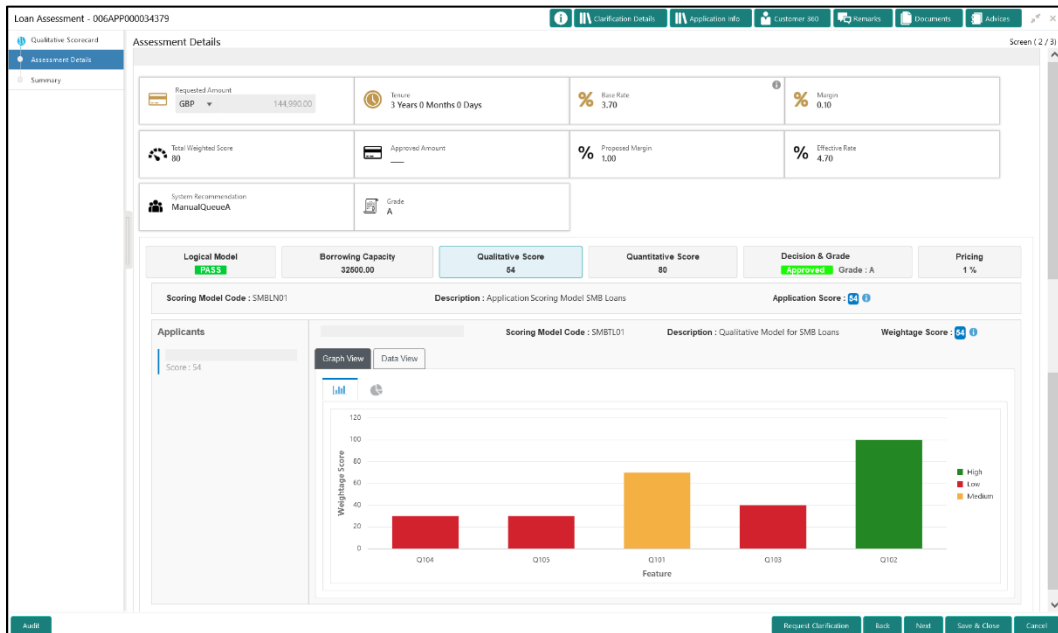 Loan Assessment - 006APP000034379
Clarification Details
Application Info
Customer 360
Remarks
Documents
Advices
Qualitative Scorecard
Assessment Details
Summary
Assessment Details
Screen ( 2 / 3)
Requested Amount
GBP
144,990.00
Tenure
3 Years 0 Months 0 Days
Base Rate
3.70
Margin
0.10
Total Weighted Score
80
Approved Amount
Proposed Margin
1.00
Effective Rate
4.70
System Recommendation
ManualQueueA
Grade
A
Logical Model
PASS
Borrowing Capacity
32500.00
Qualitative Score
54
Quantitative Score
80
Decision & Grade
Approved Grade : A
Pricing
1 %
Scoring Model Code : SMBLN01
Description : Application Scoring Model SMB Loans
Application Score : 54
Applicants
Score : 54
Scoring Model Code : SMBTL01
Description : Qualitative Model for SMB Loans
Weightage Score : 54
Graph View
Data View
120
100
80
60
40
20
0
Weightage Score
Q104
Q105
Q101
Q103
Q102
Feature
High
Low
Medium
Audit
Request Clarification
Back
Next
Save & Close
Cancel